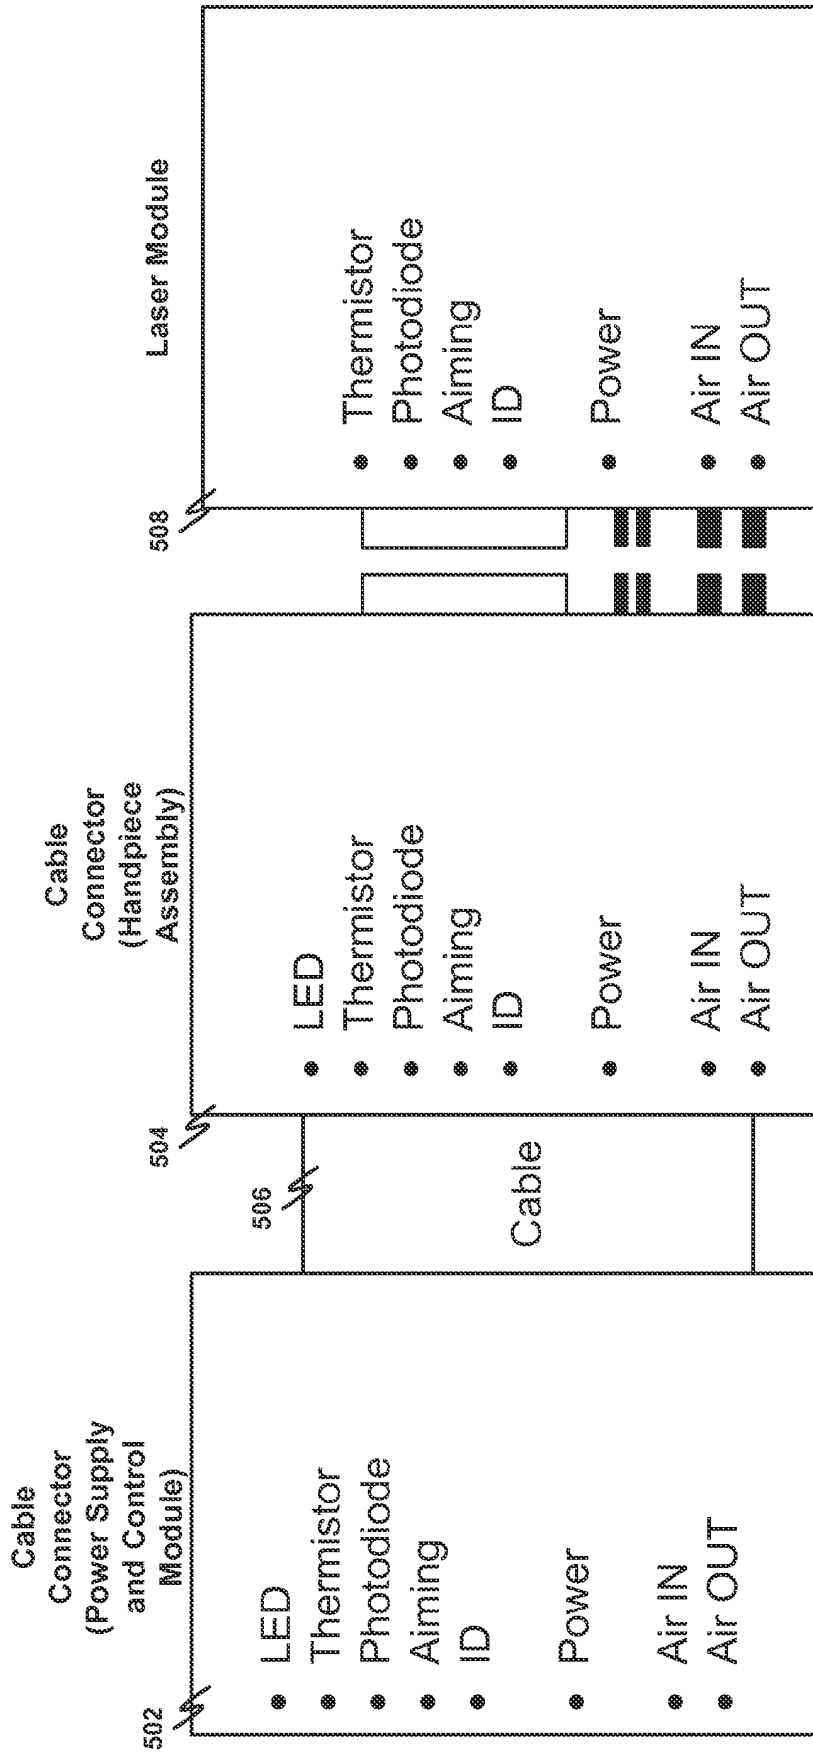 Cable
Connector
(Power Supply
and Control
Module)
502
• LED
• Thermistor
• Photodiode
• Aiming
• ID
• Power
• Air IN
• Air OUT
506
Cable
Cable
Connector
(Handpiece
Assembly)
504
• LED
• Thermistor
• Photodiode
• Aiming
• ID
• Power
• Air IN
• Air OUT
Laser Module
508
• Thermistor
• Photodiode
• Aiming
• ID
• Power
• Air IN
• Air OUT